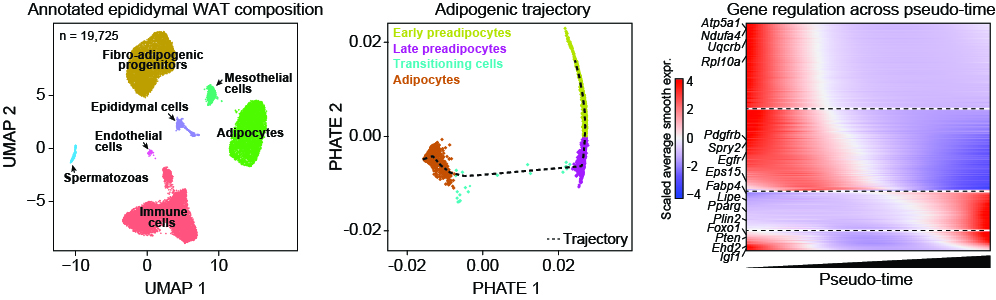 Annotated epididymal WAT composition
n = 19,725
Fibro-adipogenic
progenitors
Mesothelial
cells
Epididymal cells
Adipocytes
Endothelial
cells
Spermatozoas
Immune
cells
UMAP 2
5
0
−5
−10
0
10
UMAP 1
Adipogenic trajectory
Early preadipocytes
Late preadipocytes
Transitioning cells
Adipocytes
PHATE 2
0.02
0.00
-0.02
Trajectory
-0.02
0.00
0.02
PHATE 1
Gene regulation across pseudo-time
Atp5a1
Ndufa4
Uqcrb
Rpl10a
Scaled average smooth expr.
4
2
0
−2
−4
Pdgfrb
Spry2
Egfr
Eps15
Fabp4
Lipe
Pparg
Plin2
Foxo1
Pten
Ehd2
Igf1
Pseudo-time